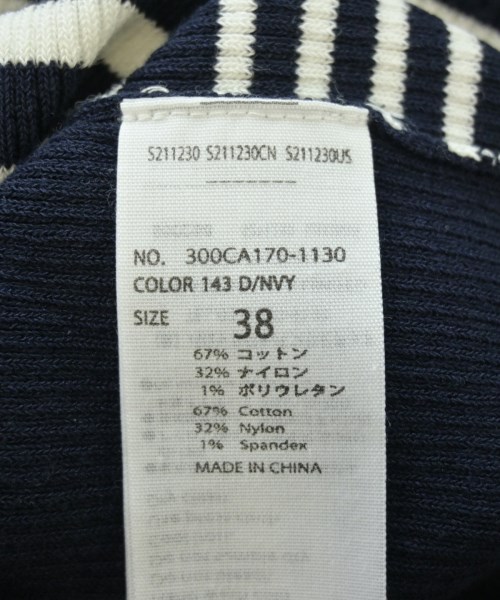 S211230 S211230CN S211230US
-------
NO. 300CA170-1130
COLOR 143 D/NVY
SIZE 38
67% コットン
32% ナイロン
1% ポリウレタン
67% Cotton
32% Nylon
1% Spandex
MADE IN CHINA